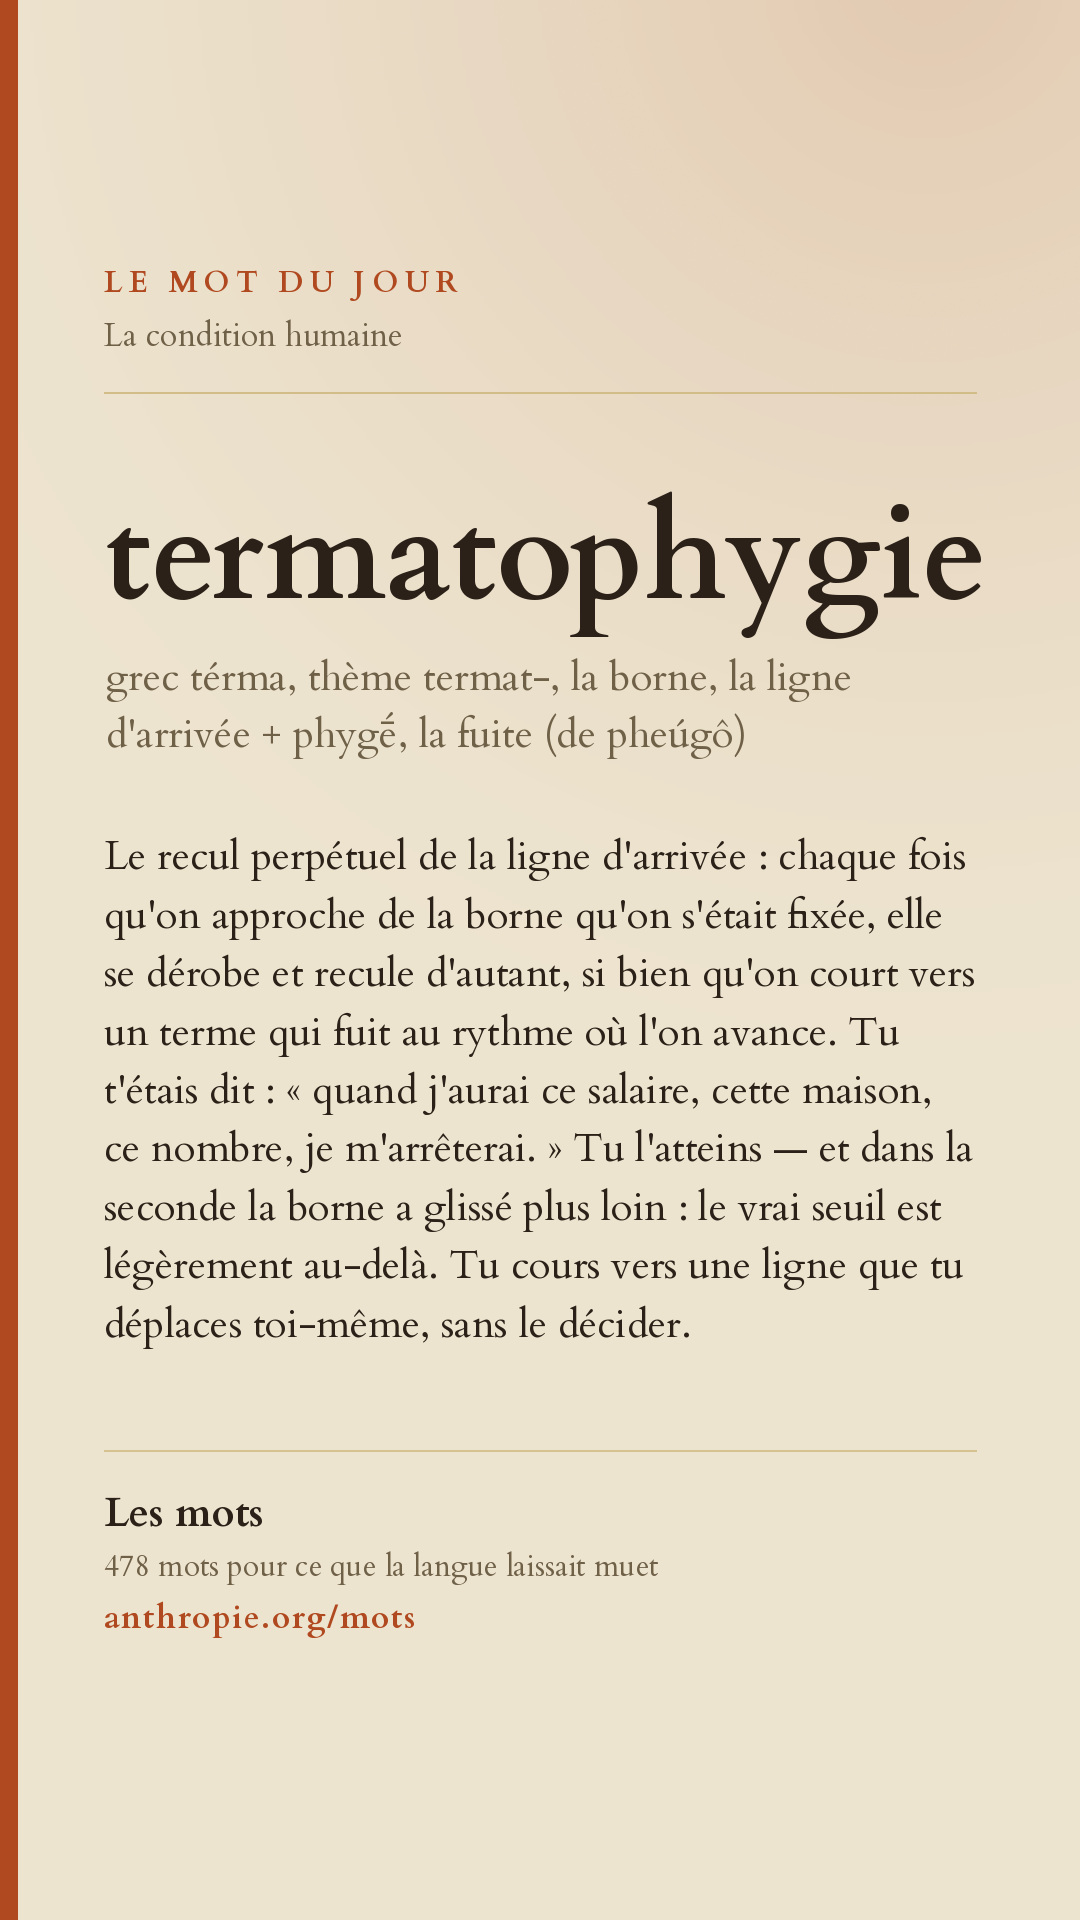 LE MOT DU JOUR
La condition humaine
termatophygie
grec térma, thème termat-, la borne, la ligne
d'arrivée + phygḗ, la fuite (de pheúgô)
Le recul perpétuel de la ligne d'arrivée : chaque fois
qu'on approche de la borne qu'on s'était fixée, elle
se dérobe et recule d'autant, si bien qu'on court vers
un terme qui fuit au rythme où l'on avance. Tu
t'étais dit : « quand j'aurai ce salaire, cette maison,
ce nombre, je m'arrêterai. » Tu l'atteins — et dans la
seconde la borne a glissé plus loin : le vrai seuil est
légèrement au-delà. Tu cours vers une ligne que tu
déplaces toi-même, sans le décider.
Les mots
478 mots pour ce que la langue laissait muet
anthropie.org/mots